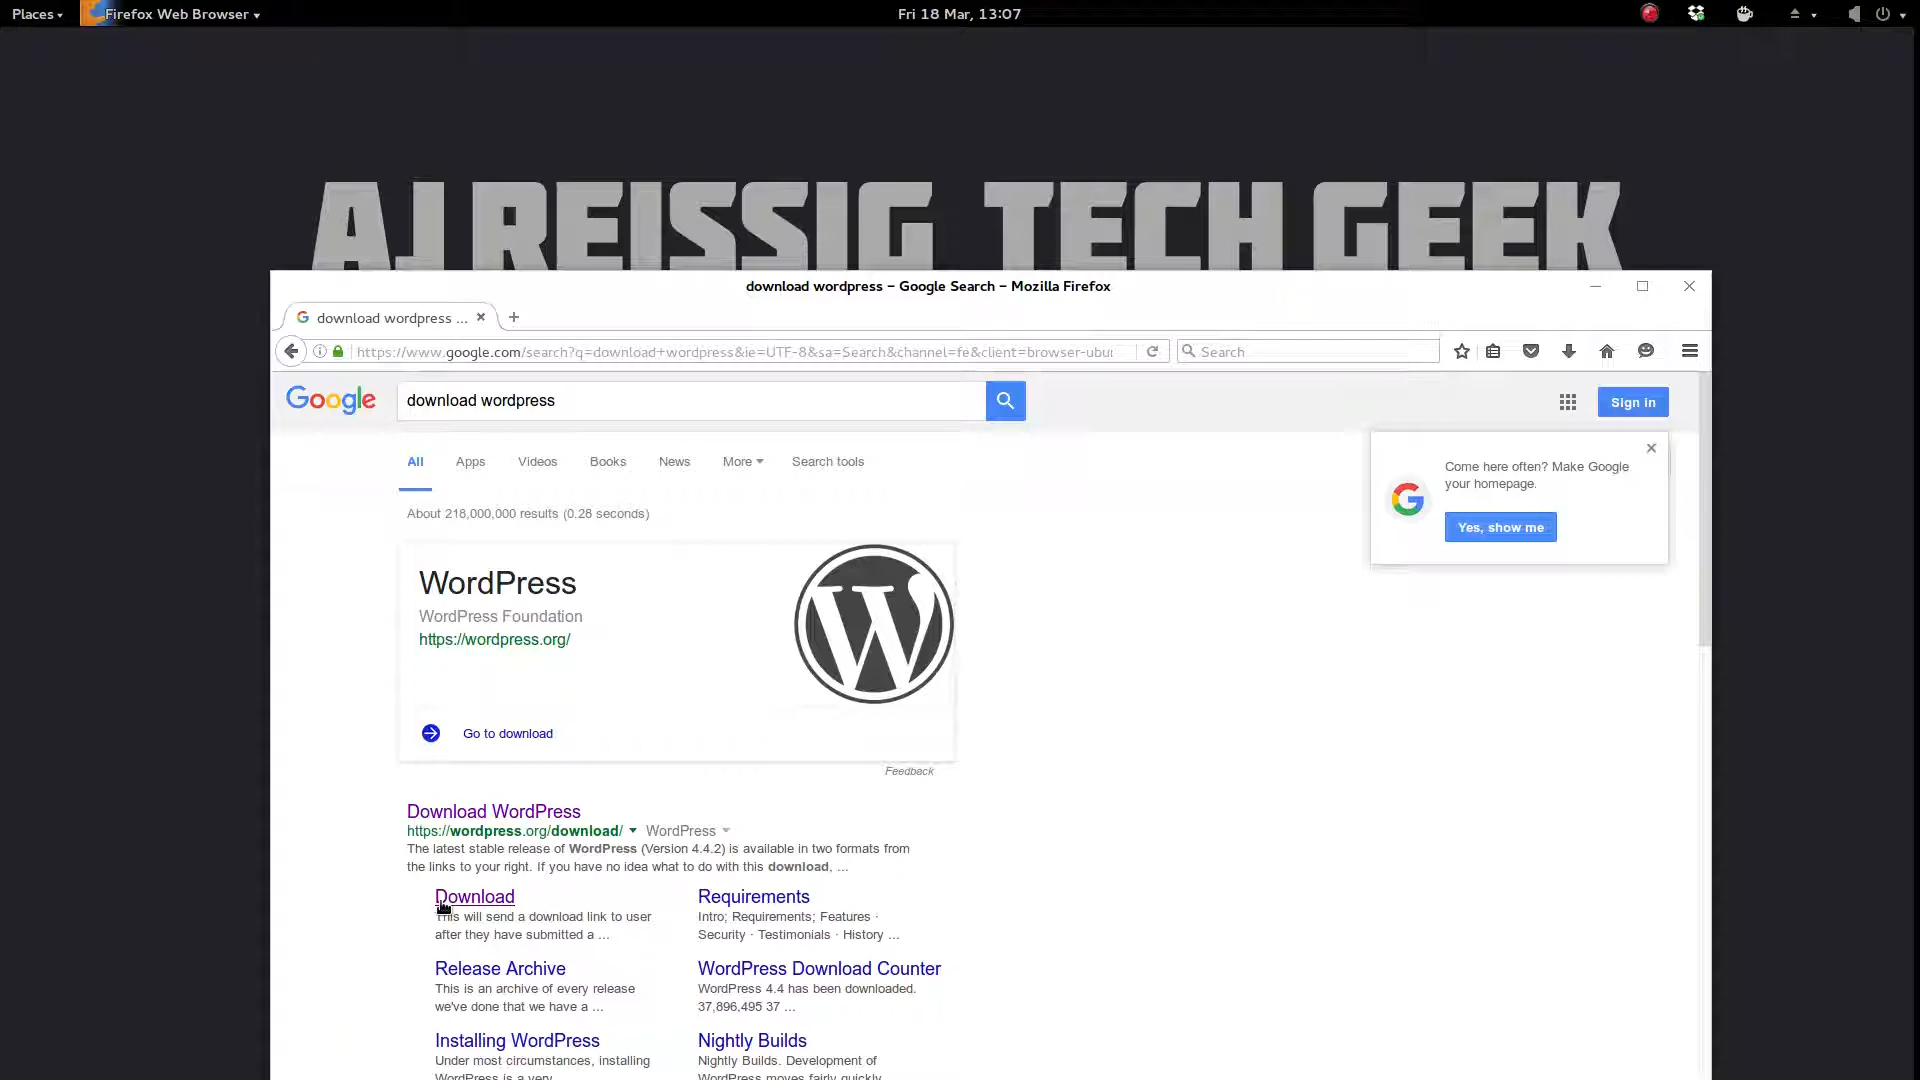 Places
Firefox Web Browser
Fri 18 Mar, 13:07
AJ REISSIG TECH GEEK
download wordpress – Google Search – Mozilla Firefox
download wordpress ...
https://www.google.com/search?q=download+wordpress&ie=UTF-8&sa=Search&channel=fe&client=browser-ubu
Search
Google
download wordpress
Sign in
All Apps Videos Books News More Search tools
Come here often? Make Google
your homepage.
Yes, show me
About 218,000,000 results (0.28 seconds)
WordPress
WordPress Foundation
https://wordpress.org/
Go to download
Feedback
Download WordPress
https://wordpress.org/download/ WordPress
The latest stable release of WordPress (Version 4.4.2) is available in two formats from
the links to your right. If you have no idea what to do with this download, ...
Download
This will send a download link to user
after they have submitted a ...
Requirements
Intro; Requirements; Features ·
Security · Testimonials · History ...
Release Archive
This is an archive of every release
we've done that we have a ...
WordPress Download Counter
WordPress 4.4 has been downloaded.
37,896,495 37 ...
Installing WordPress
Under most circumstances, installing
WordPress is a very
Nightly Builds
Nightly Builds. Development of
WordPress moves fairly quickly